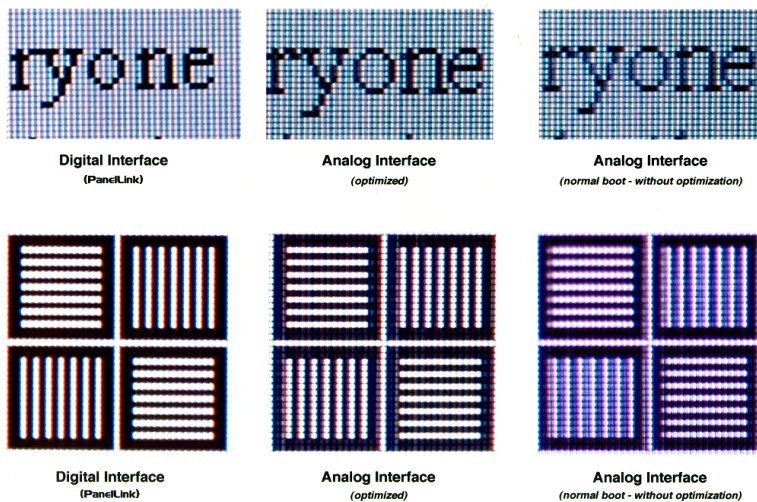 ryone ryone ryone
Digital Interface Analog Interface Analog Interface
(PanelLink) (optimized) (normal boot - without optimization)
Digital Interface Analog Interface Analog Interface
(PanelLink) (optimized) (normal boot - without optimization)